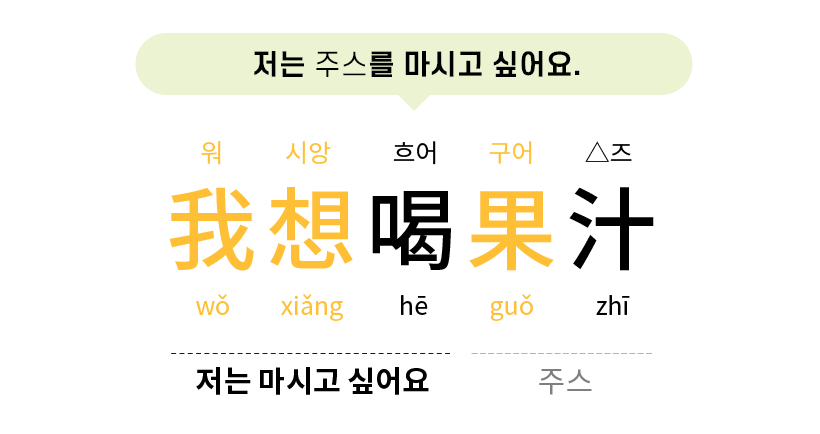 저는 주스를 마시고 싶어요.
워 시앙 흐어 구어 △즈
我想喝果汁
wǒ xiǎng hē guǒ zhī
저는 마시고 싶어요 주스